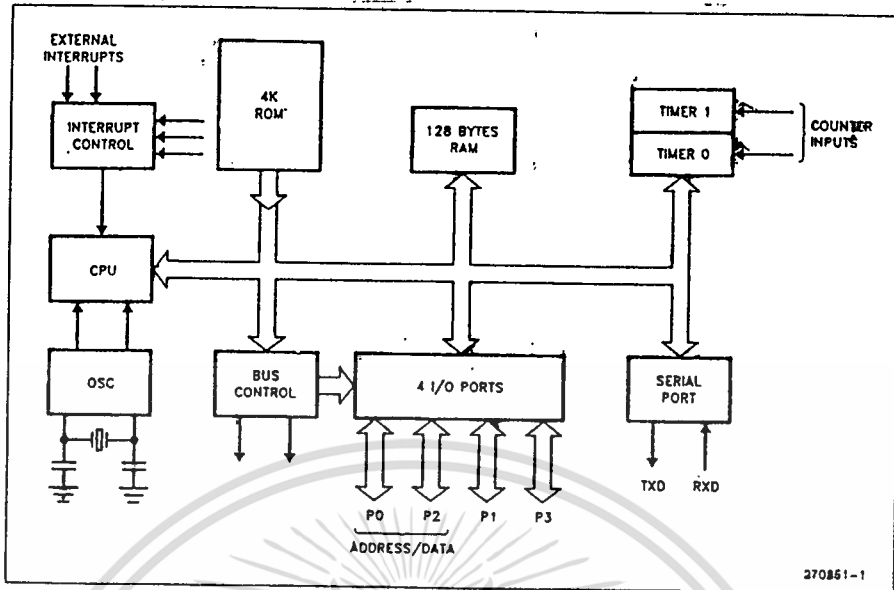 EXTERNAL
INTERRUPTS
INTERRUPT
CONTROL
4K
ROM
128 BYTES
RAM
TIMER 1
TIMER 0
COUNTER
INPUTS
CPU
OSC
BUS
CONTROL
4 I/O PORTS
SERIAL
PORT
TXD RXD
P0 P2 P1 P3
ADDRESS/DATA
270851-1